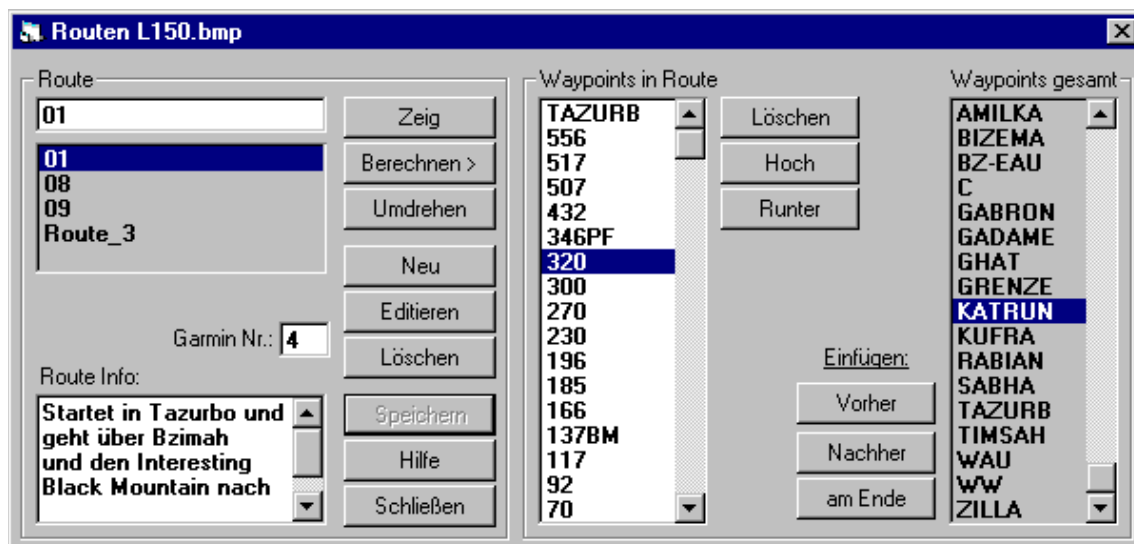 Routen L150.bmp
Route
01
01
08
09
Route_3
Garmin Nr.: 4
Route Info:
Startet in Tazurbo und
geht über Bzimah
und den Interesting
Black Mountain nach
Zeig
Berechnen >
Umdrehen
Neu
Editieren
Löschen
Speichern
Hilfe
Schließen
Waypoints in Route
TAZURB
556
517
507
432
346PF
320
300
270
230
196
185
166
137BM
117
92
70
Löschen
Hoch
Runter
Einfügen:
Vorher
Nachher
am Ende
Waypoints gesamt
AMILKA
BIZEMA
BZ-EAU
C
GABRON
GADAME
GHAT
GRENZE
KATRUN
KUFRA
RABIAN
SABHA
TAZURB
TIMSAH
WAU
WW
ZILLA